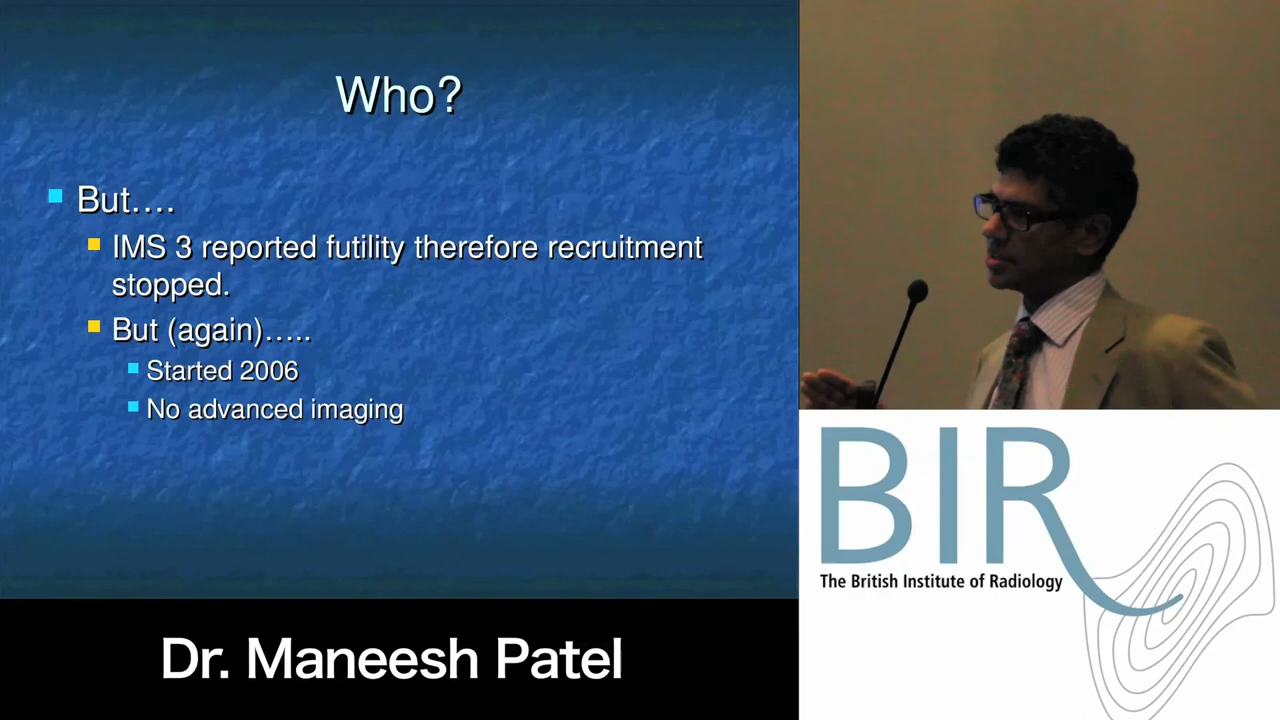 Who?
But....
IMS 3 reported futility therefore recruitment
stopped.
But (again).....
Started 2006
No advanced imaging
Dr. Maneesh Patel
BIR
The British Institute of Radiology